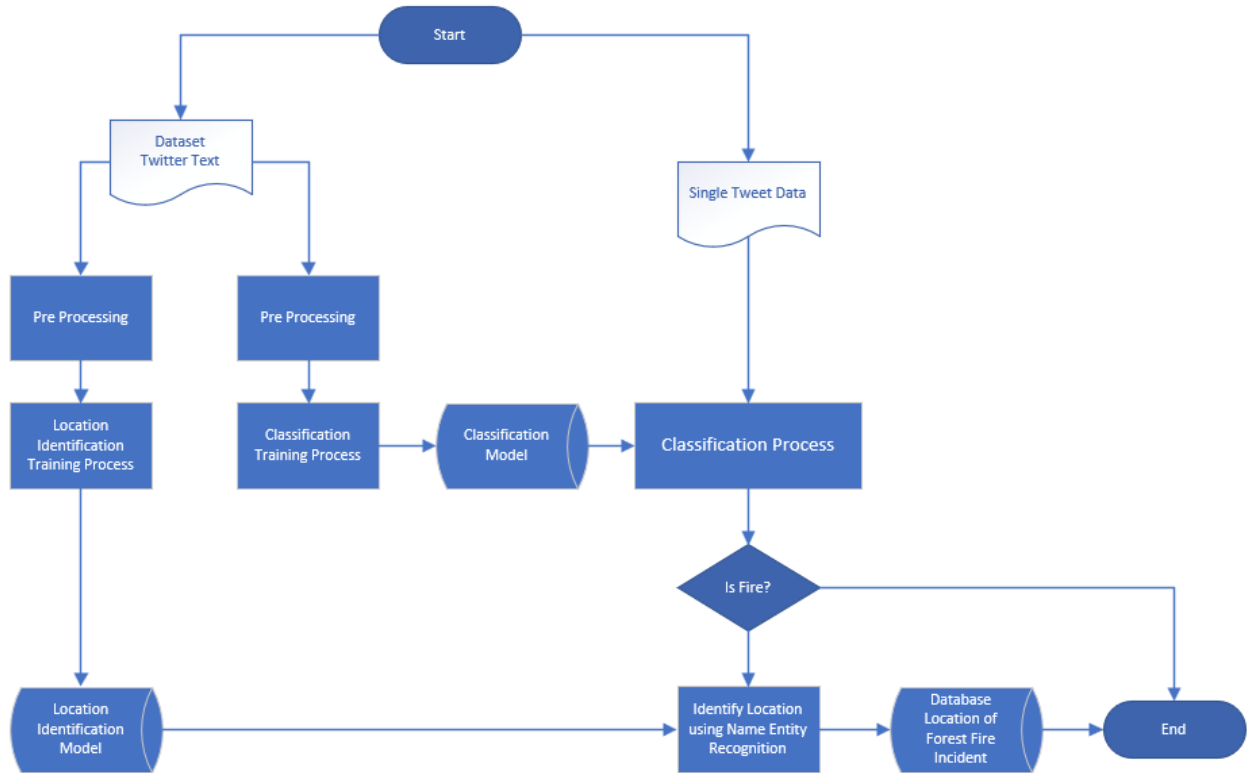 Start
Dataset
Twitter Text
Single Tweet Data
Pre Processing
Pre Processing
Location
Identification
Training Process
Classification
Training Process
Classification
Model
Classification Process
Is Fire?
Location
Identification
Model
Identify Location
using Name Entity
Recognition
Database
Location of
Forest Fire
Incident
End